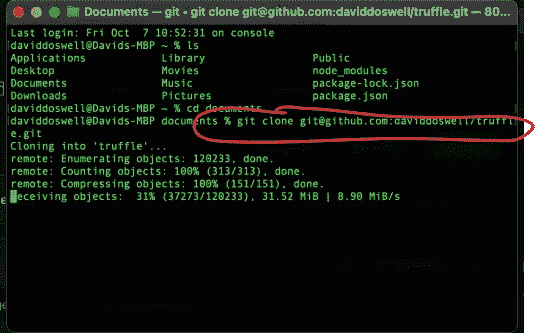 Documents — git ‹ git clone git@github.com:daviddoswell/truffle.git — 80...
Last login: Fri Oct  7 10:52:31 on console
daviddoswell@Davids-MBP ~ % ls
Applications Library Public
Desktop Movies node_modules
Documents Music package-lock.json
Downloads Pictures package.json
daviddoswell@Davids-MBP ~ % cd documents
daviddoswell@Davids-MBP documents % git clone git@github.com:daviddoswell/truffl
e.git
Cloning into 'truffle'...
remote: Enumerating objects: 120233, done.
remote: Counting objects: 100% (313/313), done.
remote: Compressing objects: 100% (151/151), done.
Receiving objects:  31% (37273/120233), 31.52 MiB | 8.90 MiB/s